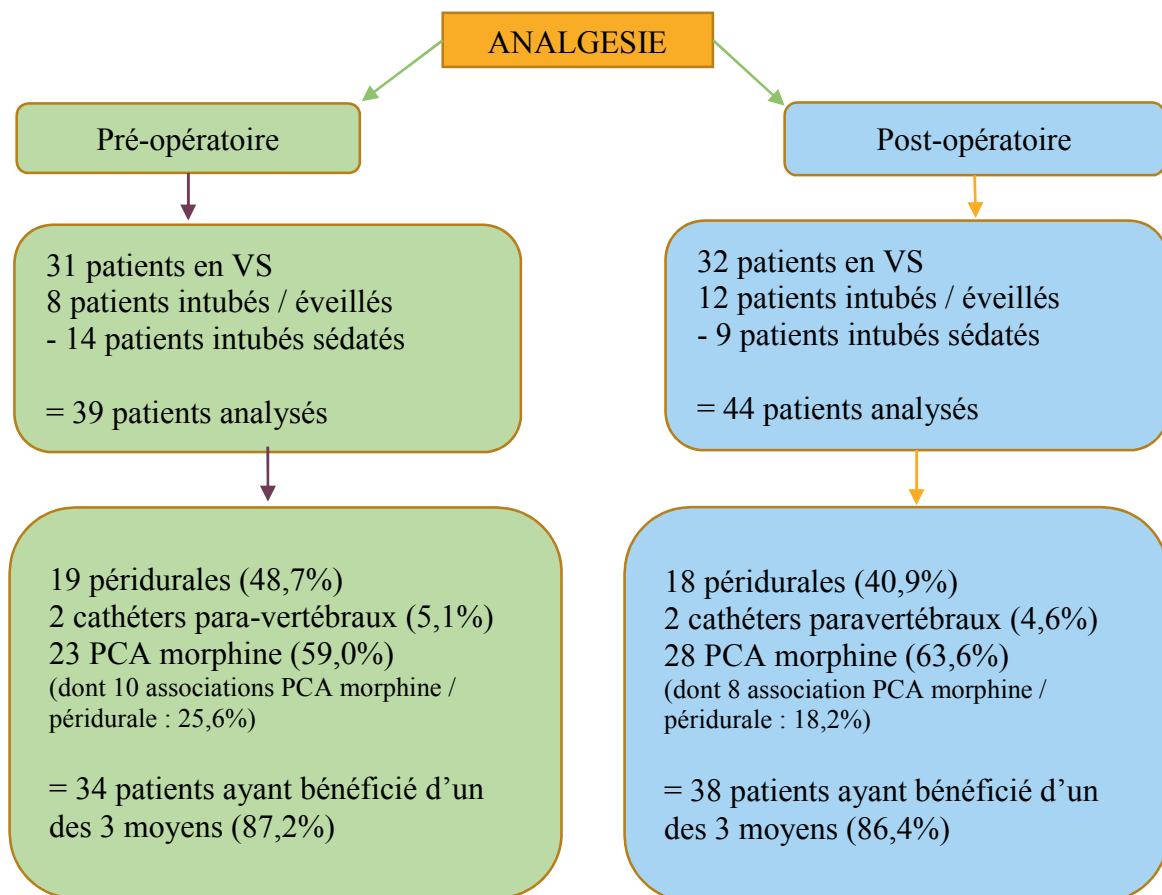 ANALGESIE
Pré-opératoire
31 patients en VS
8 patients intubés / éveillés
- 14 patients intubés sédatés
= 39 patients analysés
19 péridurales (48,7%)
2 cathéters para-vertébraux (5,1%)
23 PCA morphine (59,0%)
(dont 10 associations PCA morphine /
péridurale : 25,6%)
= 34 patients ayant bénéficié d’un
des 3 moyens (87,2%)
Post-opératoire
32 patients en VS
12 patients intubés / éveillés
- 9 patients intubés sédatés
= 44 patients analysés
18 péridurales (40,9%)
2 cathéters paravertébraux (4,6%)
28 PCA morphine (63,6%)
(dont 8 association PCA morphine /
péridurale : 18,2%)
= 38 patients ayant bénéficié d’un
des 3 moyens (86,4%)